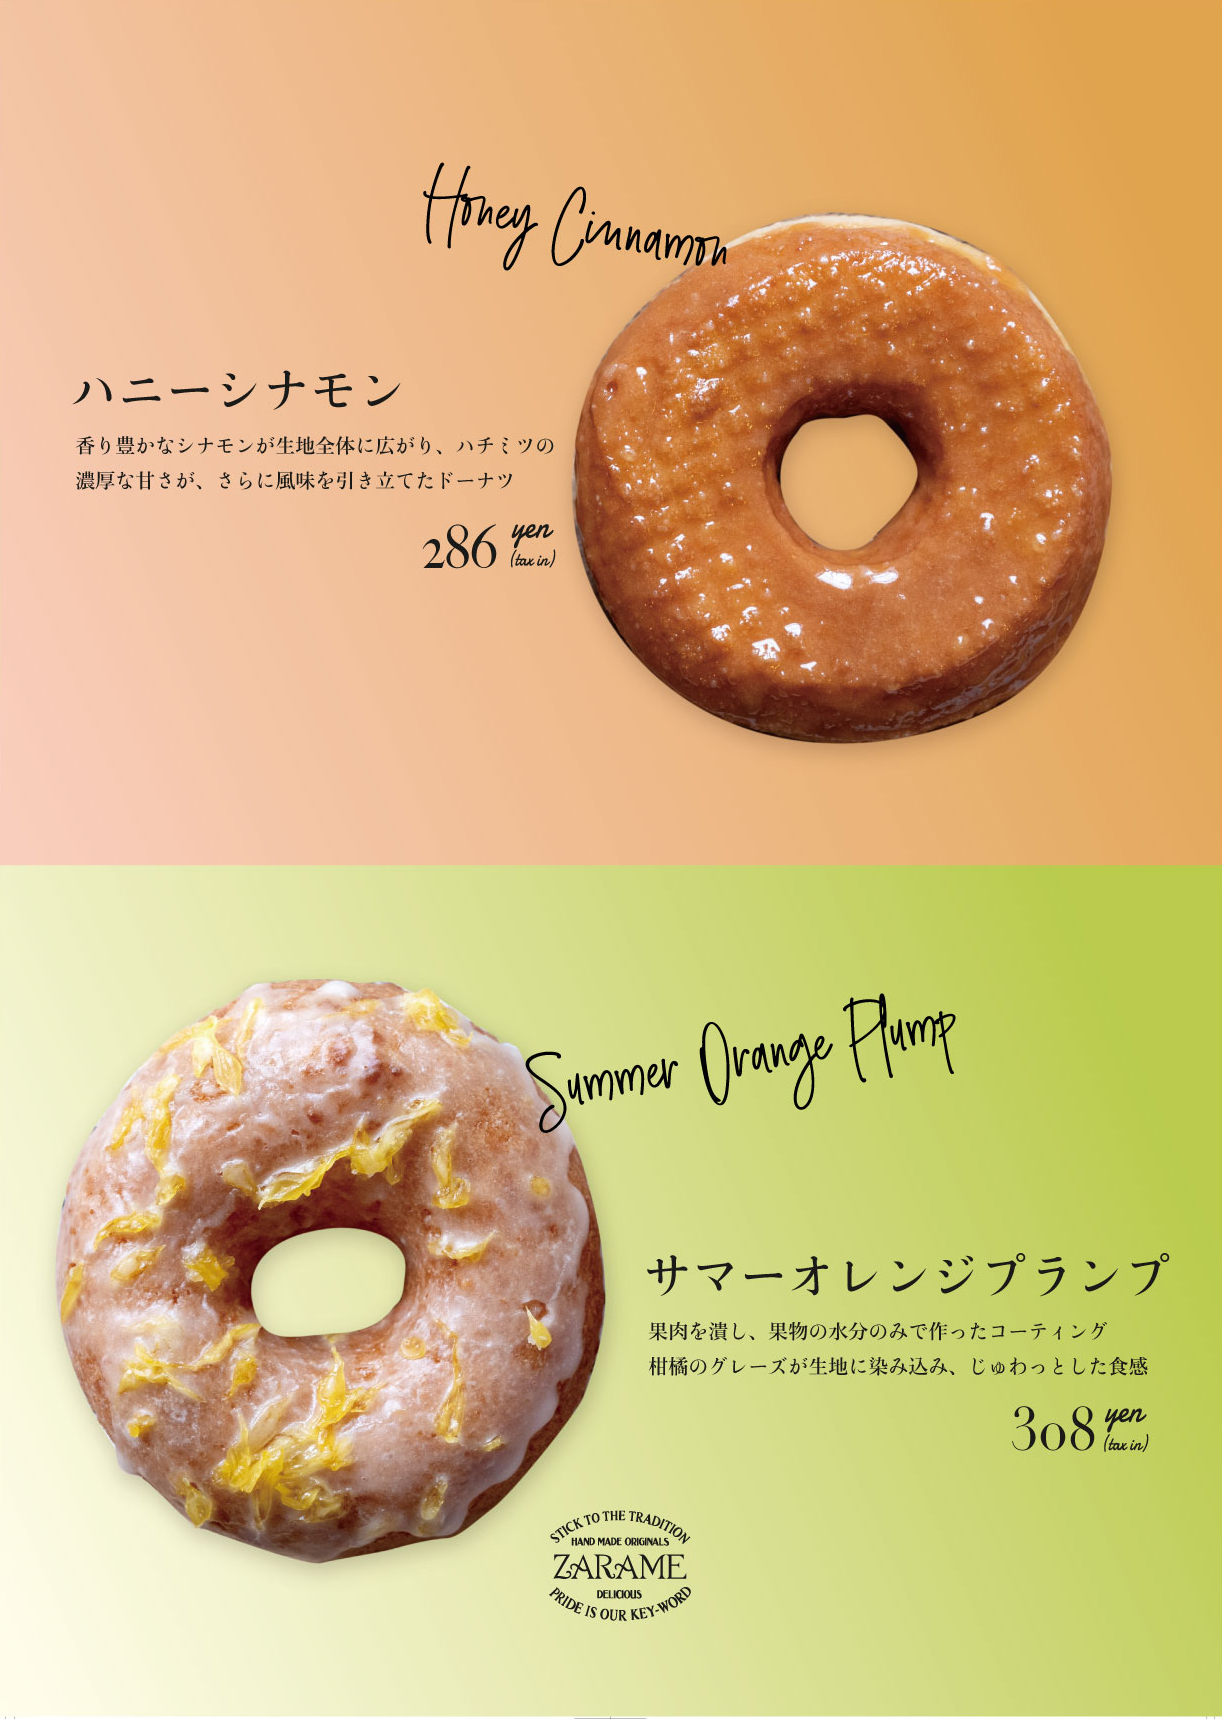 Honey Cinnamon
ハニーシナモン
香り豊かなシナモンが生地全体に広がり、ハチミツの
濃厚な甘さが、さらに風味を引き立てたドーナツ
286 yen
(tax in)
Summer Orange Plump
サマーオレンジプランプ
果肉を潰し、果物の水分のみで作ったコーティング
柑橘のグレーズが生地に染み込み、じゅわっとした食感
308 yen
(tax in)
STICK TO THE TRADITION
HAND MADE ORIGINALS
ZARAME
DELICIOUS
PRIDE IS OUR KEY-WORD